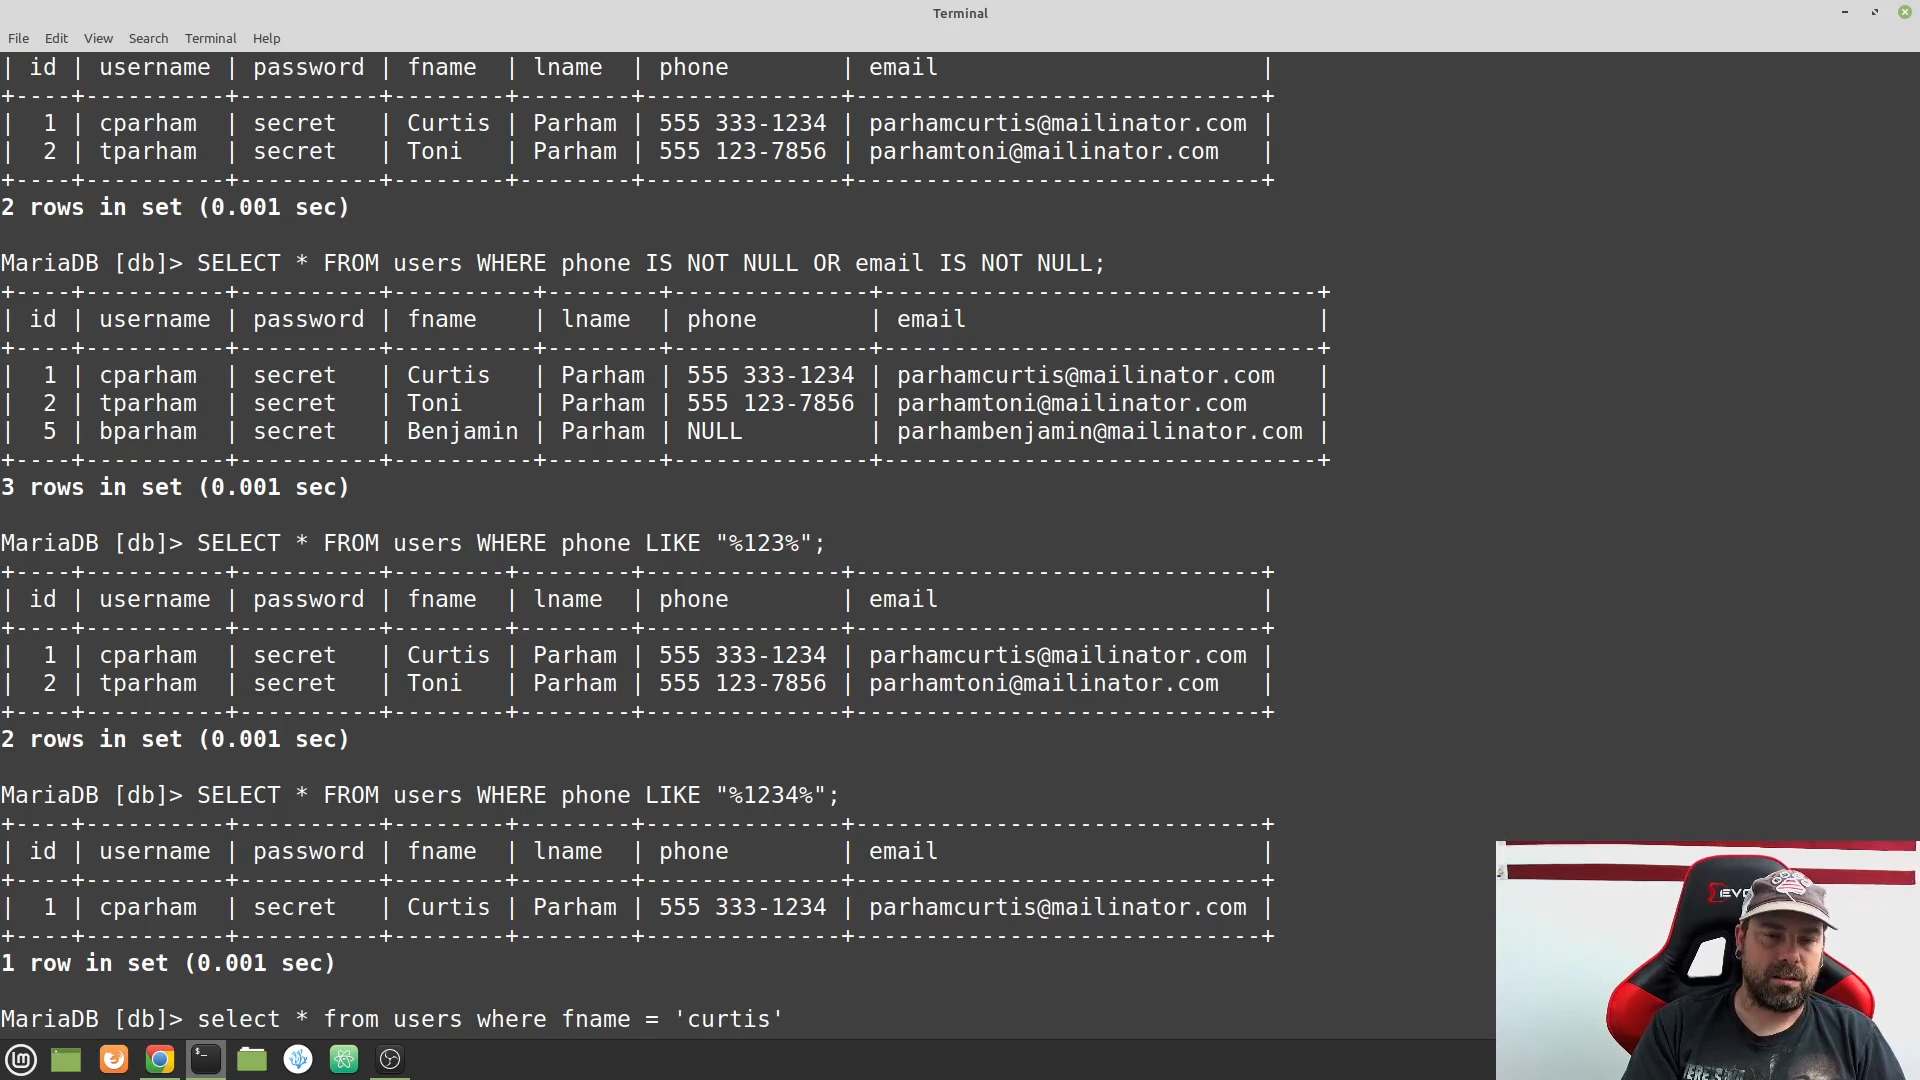 Terminal
File Edit View Search Terminal Help
| id | username | password | fname  | lname  | phone        | email                       |
+----+----------+----------+--------+--------+--------------+-----------------------------+
|  1 | cparham  | secret   | Curtis | Parham | 555 333-1234 | parhamcurtis@mailinator.com |
|  2 | tparham  | secret   | Toni   | Parham | 555 123-7856 | parhamtoni@mailinator.com   |
+----+----------+----------+--------+--------+--------------+-----------------------------+
2 rows in set (0.001 sec)
MariaDB [db]> SELECT * FROM users WHERE phone IS NOT NULL OR email IS NOT NULL;
+----+----------+----------+----------+--------+--------------+-------------------------------+
| id | username | password | fname    | lname  | phone        | email                         |
+----+----------+----------+----------+--------+--------------+-------------------------------+
|  1 | cparham  | secret   | Curtis   | Parham | 555 333-1234 | parhamcurtis@mailinator.com   |
|  2 | tparham  | secret   | Toni     | Parham | 555 123-7856 | parhamtoni@mailinator.com     |
|  5 | bparham  | secret   | Benjamin | Parham | NULL         | parhambenjamin@mailinator.com |
+----+----------+----------+----------+--------+--------------+-------------------------------+
3 rows in set (0.001 sec)
MariaDB [db]> SELECT * FROM users WHERE phone LIKE "%123%";
+----+----------+----------+--------+--------+--------------+-----------------------------+
| id | username | password | fname  | lname  | phone        | email                       |
+----+----------+----------+--------+--------+--------------+-----------------------------+
|  1 | cparham  | secret   | Curtis | Parham | 555 333-1234 | parhamcurtis@mailinator.com |
|  2 | tparham  | secret   | Toni   | Parham | 555 123-7856 | parhamtoni@mailinator.com   |
+----+----------+----------+--------+--------+--------------+-----------------------------+
2 rows in set (0.001 sec)
MariaDB [db]> SELECT * FROM users WHERE phone LIKE "%1234%";
+----+----------+----------+--------+--------+--------------+-----------------------------+
| id | username | password | fname  | lname  | phone        | email                       |
+----+----------+----------+--------+--------+--------------+-----------------------------+
|  1 | cparham  | secret   | Curtis | Parham | 555 333-1234 | parhamcurtis@mailinator.com |
+----+----------+----------+--------+--------+--------------+-----------------------------+
1 row in set (0.001 sec)
MariaDB [db]> select * from users where fname = 'curtis'